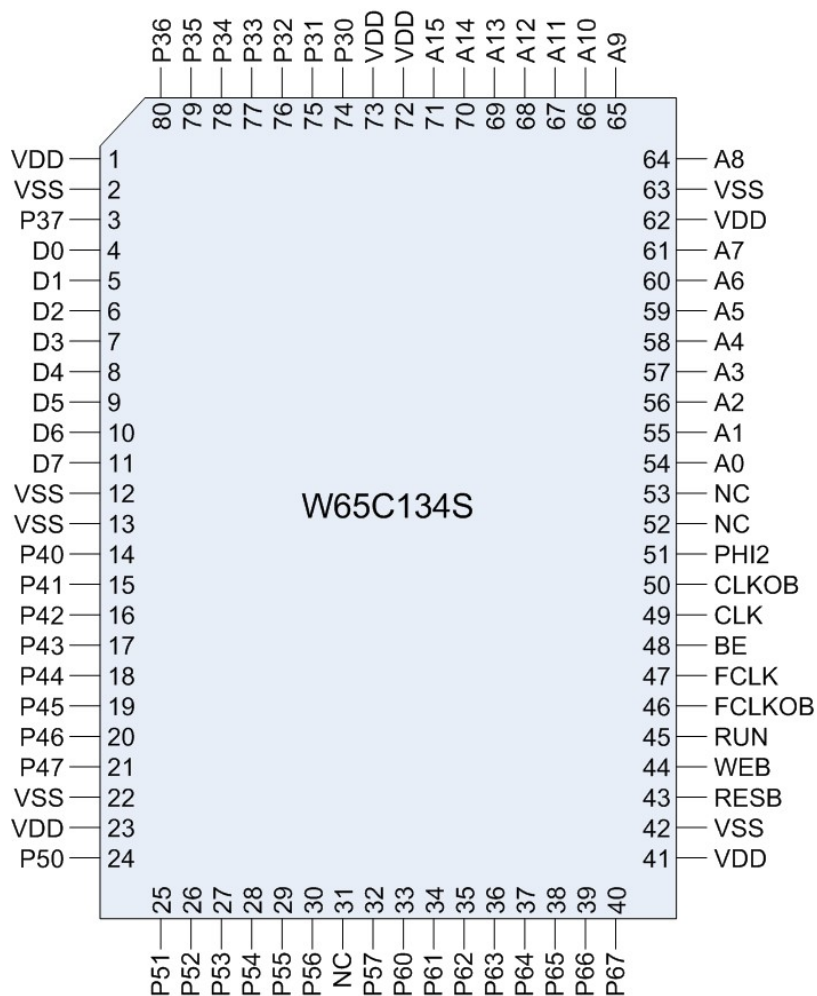 P36 P35 P34 P33 P32 P31 P30 VDD VDD A15 A14 A13 A12 A11 A10 A9
80 79 78 77 76 75 74 73 72 71 70 69 68 67 66 65
VDD 1 64 A8
VSS 2 63 VSS
P37 3 62 VDD
D0 4 61 A7
D1 5 60 A6
D2 6 59 A5
D3 7 58 A4
D4 8 57 A3
D5 9 56 A2
D6 10 55 A1
D7 11 54 A0
VSS 12 53 NC
W65C134S
VSS 13 52 NC
P40 14 51 PHI2
P41 15 50 CLKOB
P42 16 49 CLK
P43 17 48 BE
P44 18 47 FCLK
P45 19 46 FCLKOB
P46 20 45 RUN
P47 21 44 WEB
VSS 22 43 RESB
VDD 23 42 VSS
P50 24 41 VDD
25 26 27 28 29 30 31 32 33 34 35 36 37 38 39 40
P51 P52 P53 P54 P55 P56 NC P57 P60 P61 P62 P63 P64 P65 P66 P67